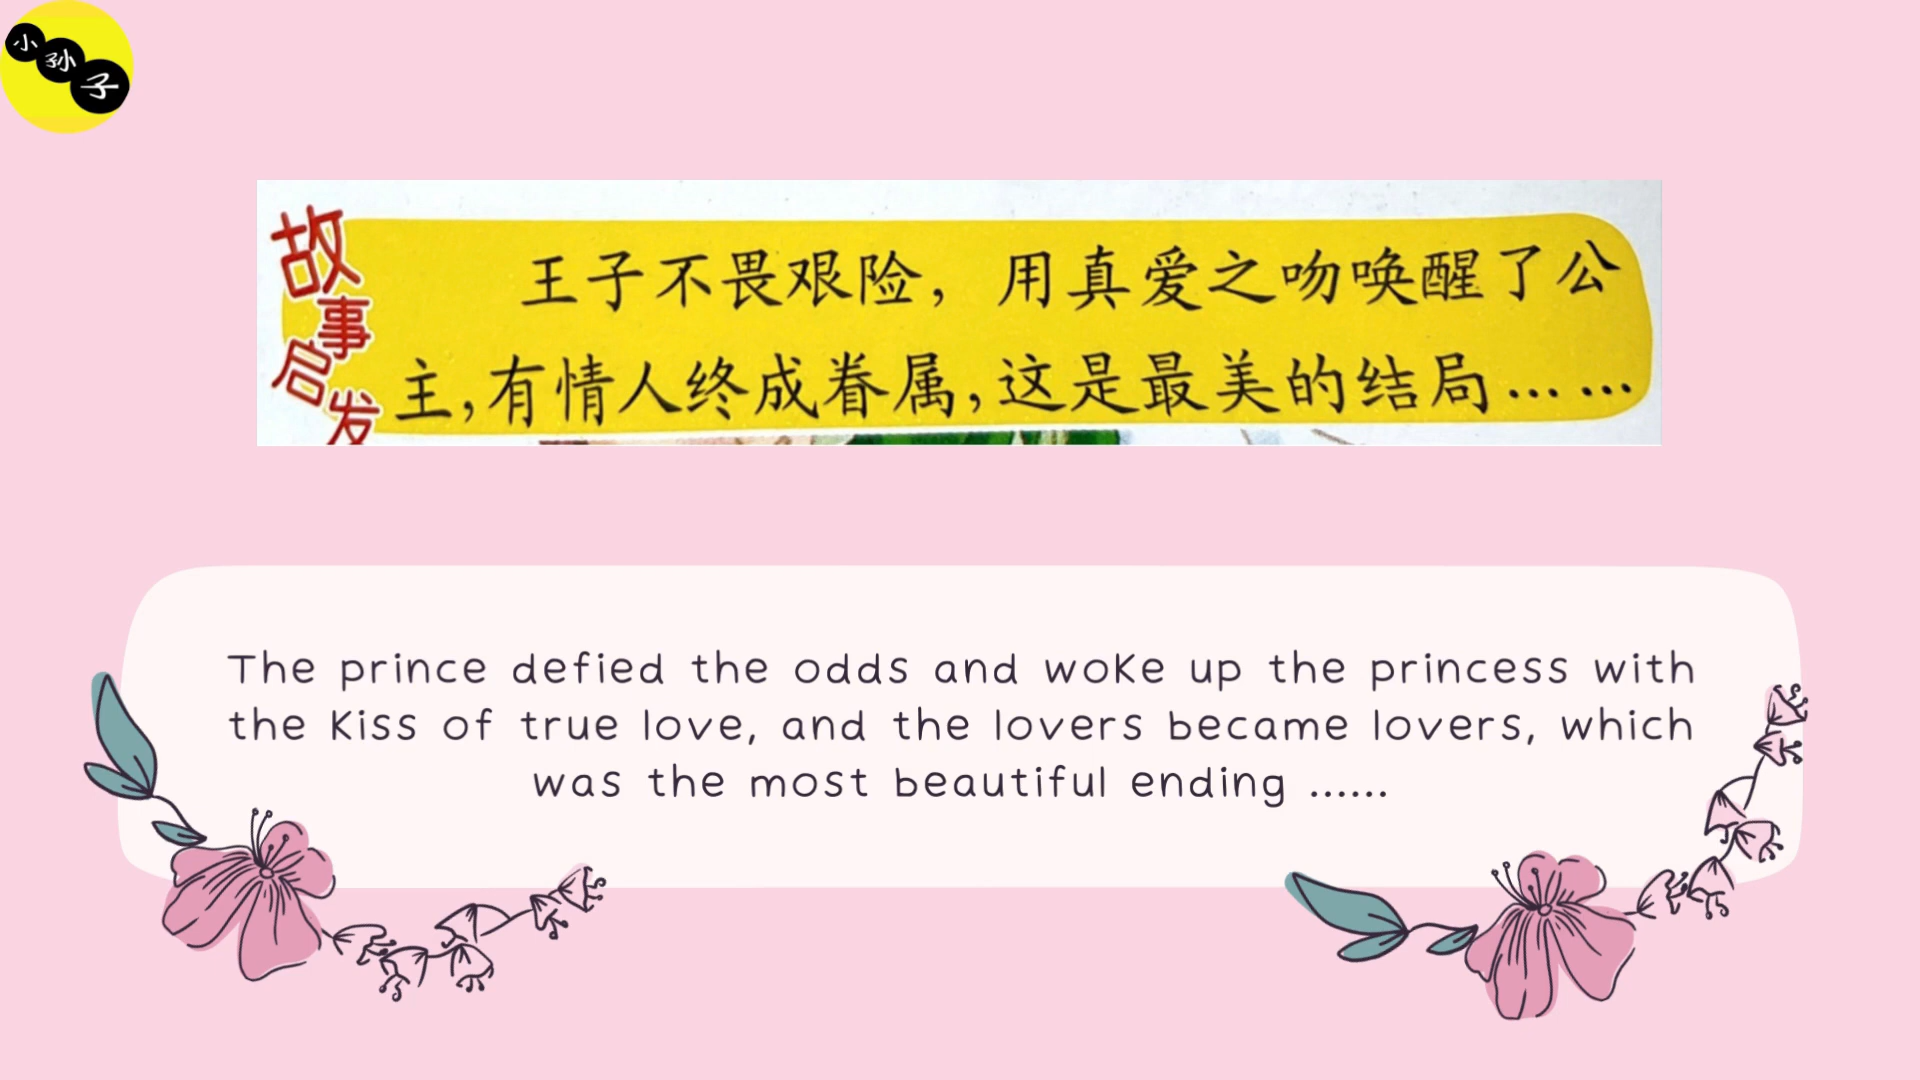 小孙子
故事启发
王子不畏艰险，用真爱之吻唤醒了公
主，有情人终成眷属，这是最美的结局……
The prince defied the odds and woke up the princess with
the kiss of true love, and the lovers became lovers, which
was the most beautiful ending ......